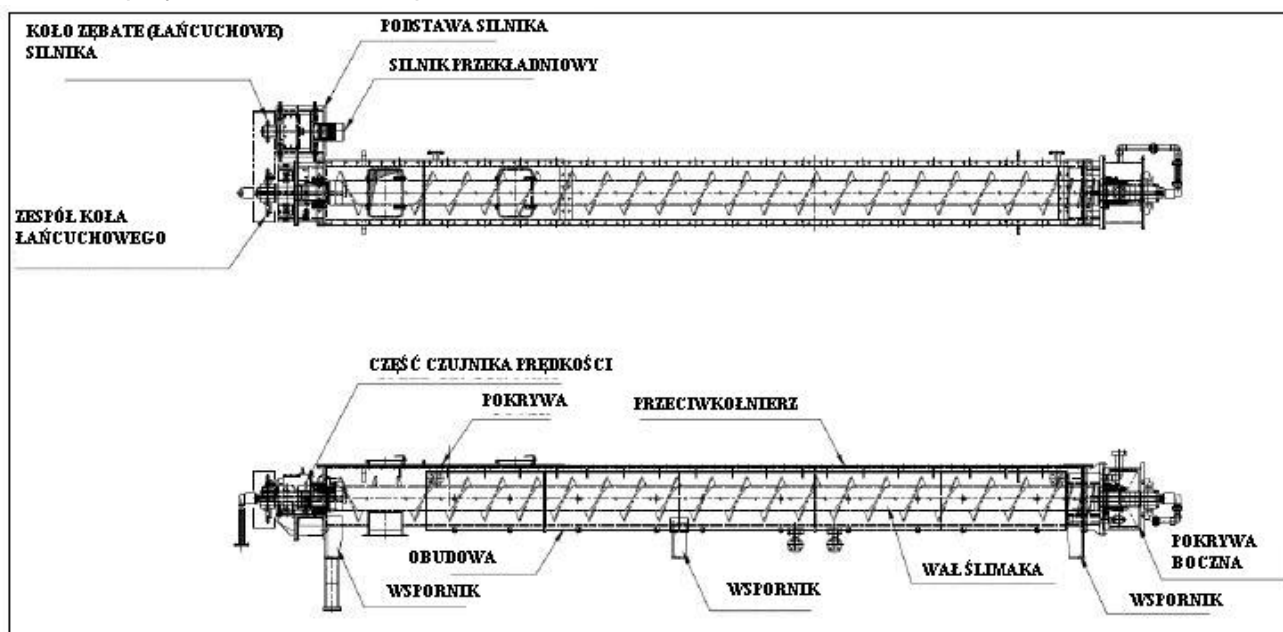 KOŁO ZĘBATE (ŁAŃCUCHOWE)
SILNIKA
PODSTAWA SILNIKA
SILNIK PRZEKŁADNIOWY
ZESPÓŁ KOŁA
ŁAŃCUCHOWEGO
CZĘŚĆ CZUJNIKA PRĘDKOŚCI
POKRYWA
PRZECIWKOŁNIERZ
OBUDOWA
WSPORNIK
WSPORNIK
WAŁ ŚLIMAKA
POKRYWA
BOCZNA
WSPORNIK